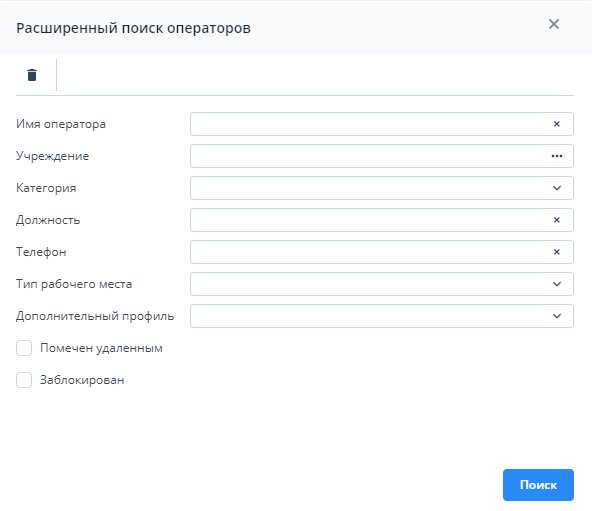 Расширенный поиск операторов
Имя оператора
Учреждение
Категория
Должность
Телефон
Тип рабочего места
Дополнительный профиль
Помечен удаленным
Заблокирован
Поиск